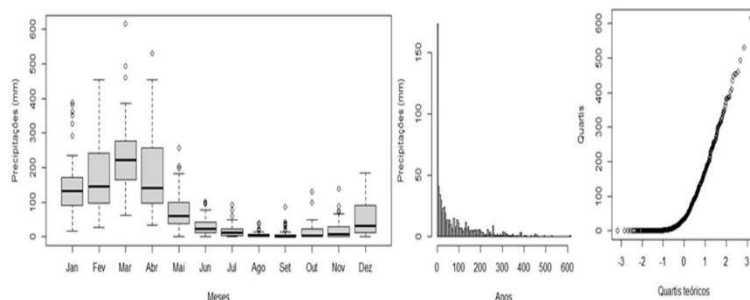 Precipitações (mm)
600
500
400
300
200
100
0
Jan Fev Mar Abr Mai Jun Jul Ago Set Out Nov Dez
Meses
Precipitações (mm)
150
100
50
0
0 100 200 300 400 500 600
Anos
Quartis
600
500
400
300
200
100
0
-3 -2 -1 0 1 2 3
Quartis teóricos